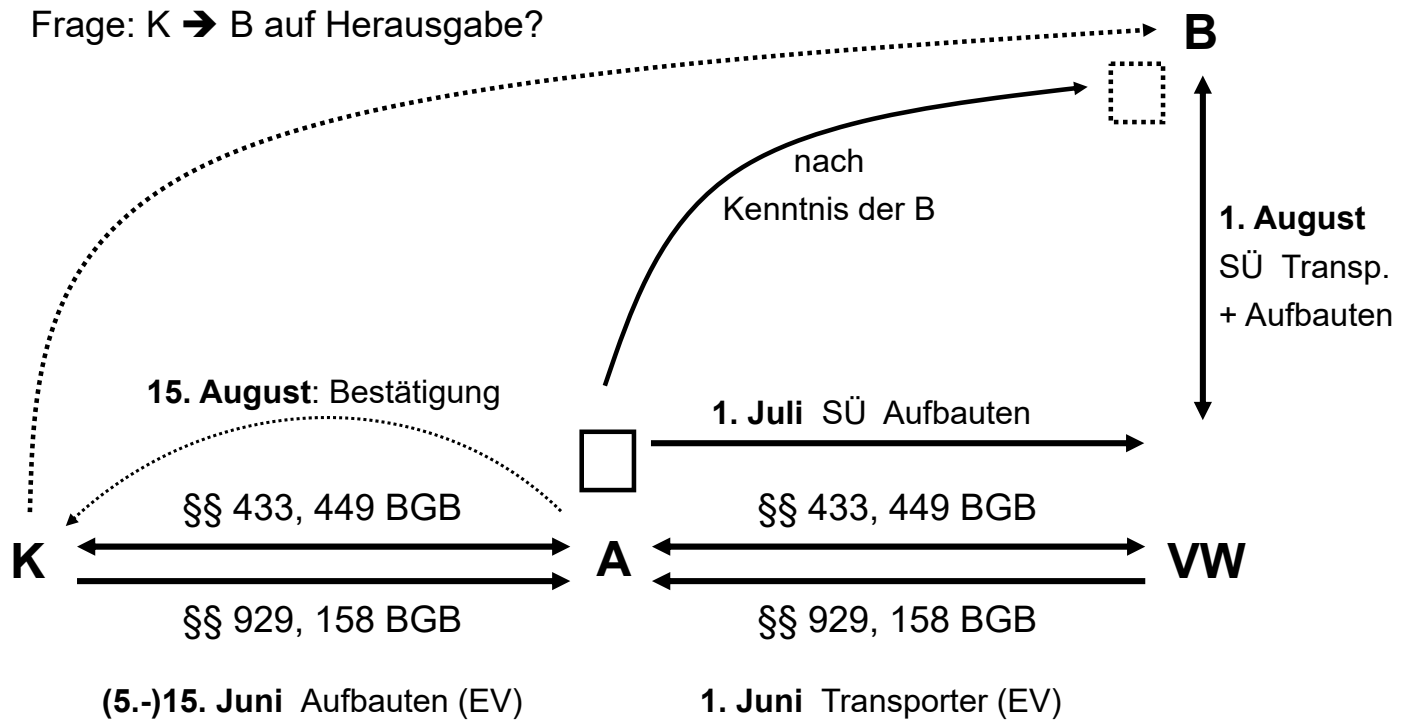 Frage: K ➔ B auf Herausgabe?
B
nach
Kenntnis der B
1. August
SÜ Transp.
+ Aufbauten
15. August: Bestätigung
1. Juli SÜ Aufbauten
§§ 433, 449 BGB
§§ 433, 449 BGB
K
A
VW
§§ 929, 158 BGB
§§ 929, 158 BGB
(5.-)15. Juni Aufbauten (EV)
1. Juni Transporter (EV)